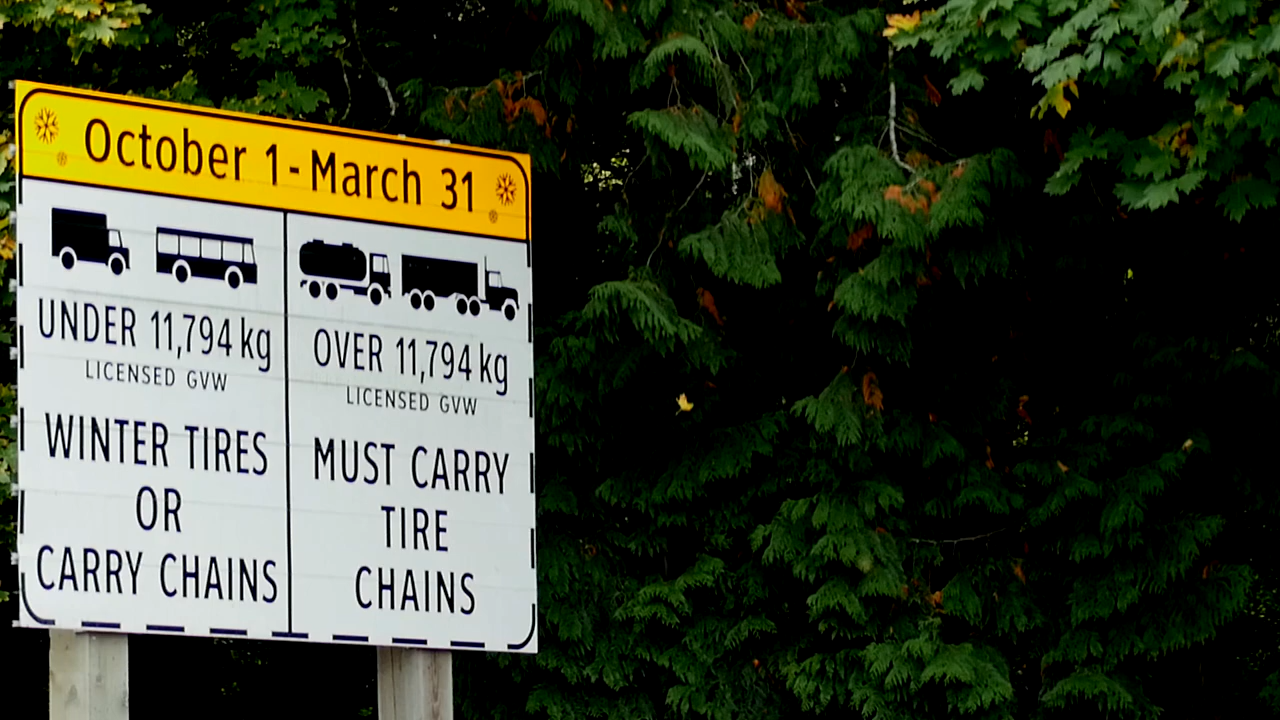 October 1 - March 31
UNDER 11,794 kg
LICENSED GVW
WINTER TIRES
OR
CARRY CHAINS
OVER 11,794 kg
LICENSED GVW
MUST CARRY
TIRE
CHAINS